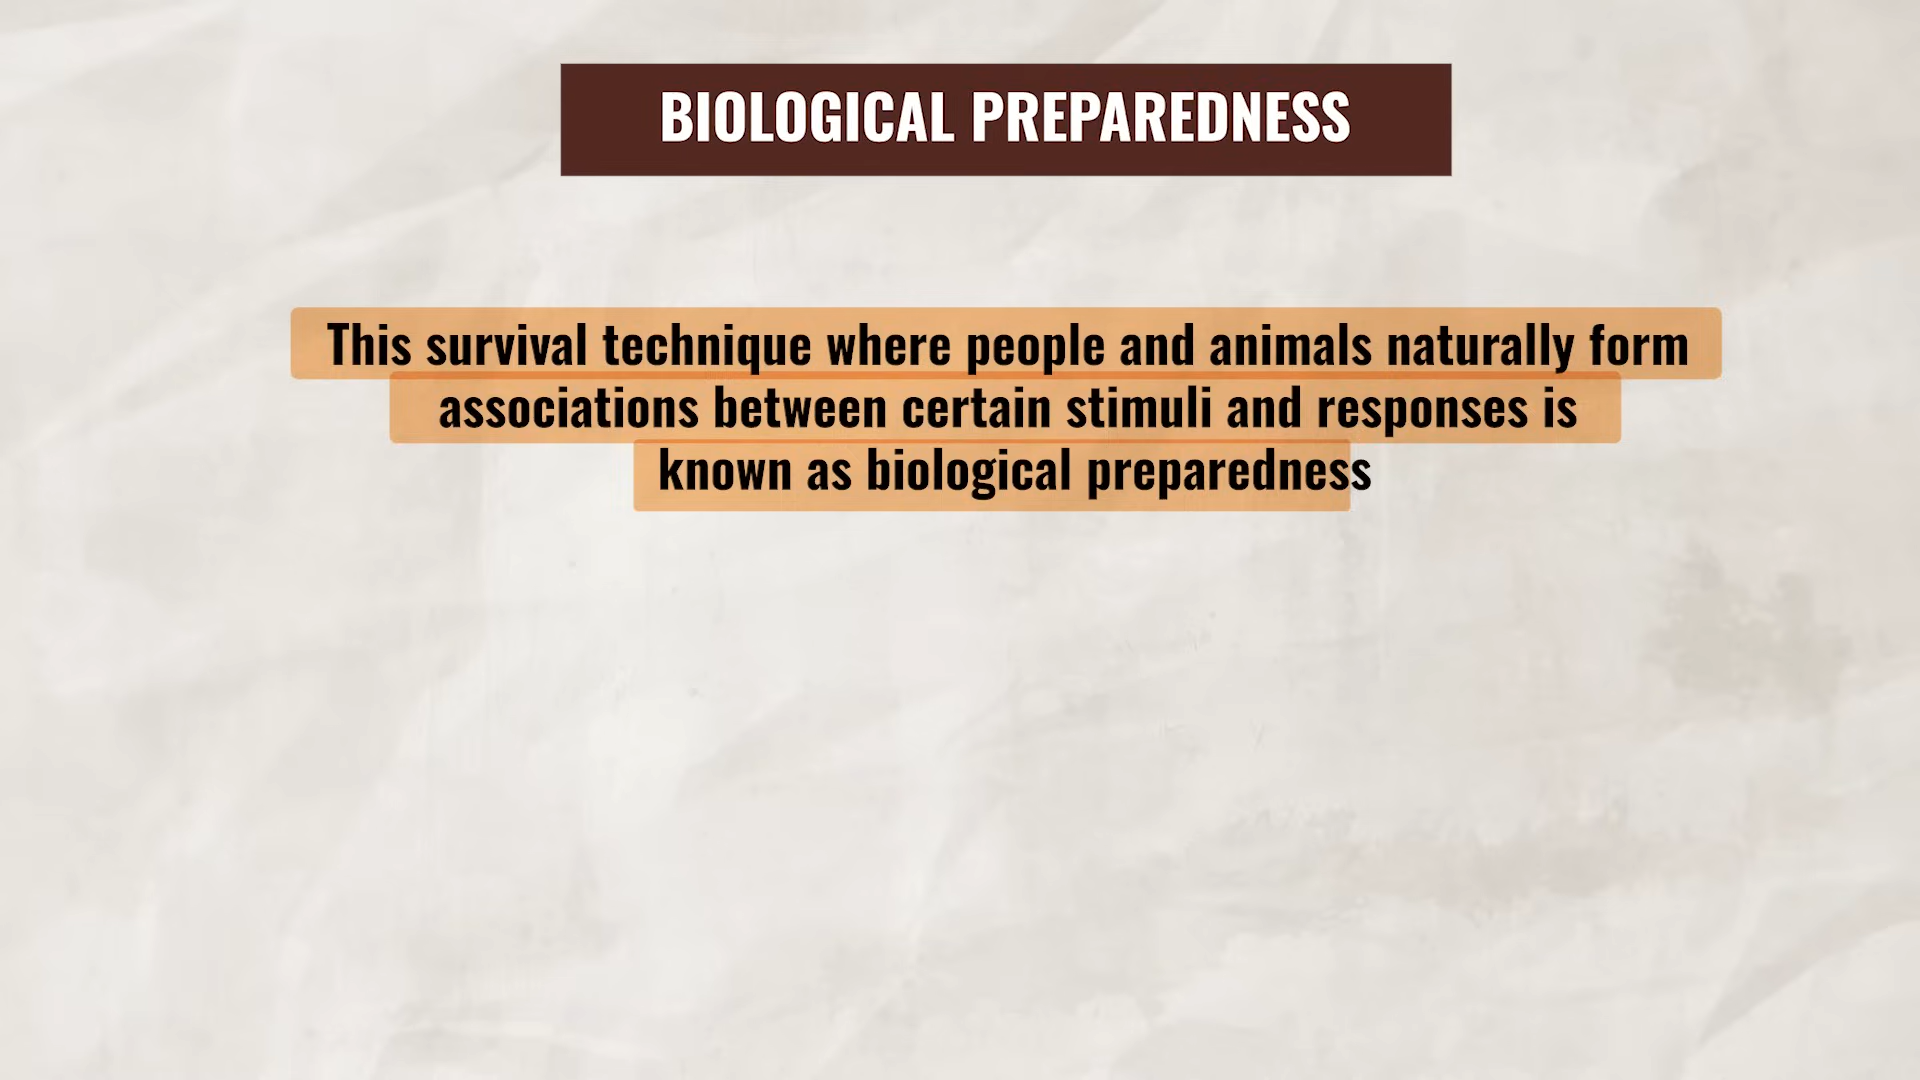 BIOLOGICAL PREPAREDNESS
This survival technique where people and animals naturally form
associations between certain stimuli and responses is
known as biological preparedness